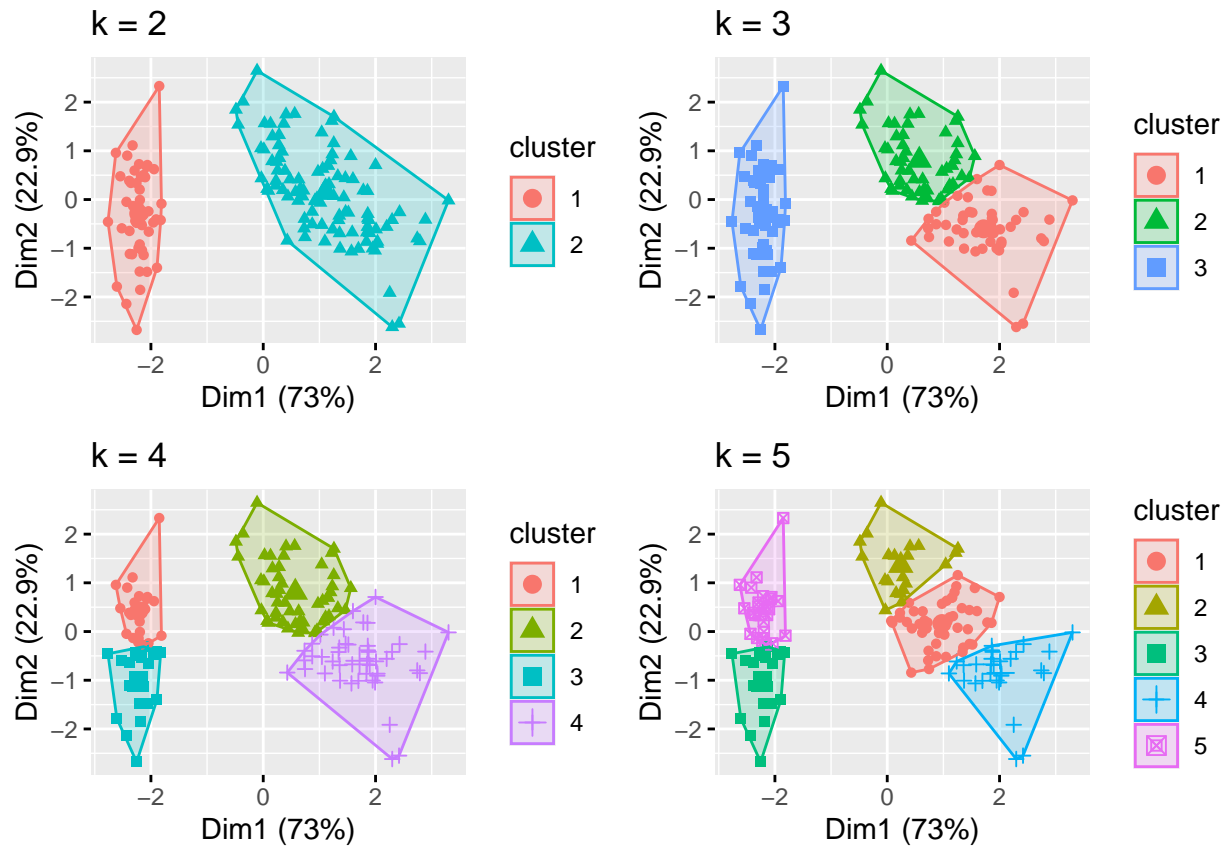 k = 2
Dim2 (22.9%)
2
1
0
−1
−2
−2
0
2
Dim1 (73%)
cluster
1
2
k = 3
Dim2 (22.9%)
2
1
0
−1
−2
−2
0
2
Dim1 (73%)
cluster
1
2
3
k = 4
Dim2 (22.9%)
2
1
0
−1
−2
−2
0
2
Dim1 (73%)
cluster
1
2
3
4
k = 5
Dim2 (22.9%)
2
1
0
−1
−2
−2
0
2
Dim1 (73%)
cluster
1
2
3
4
5